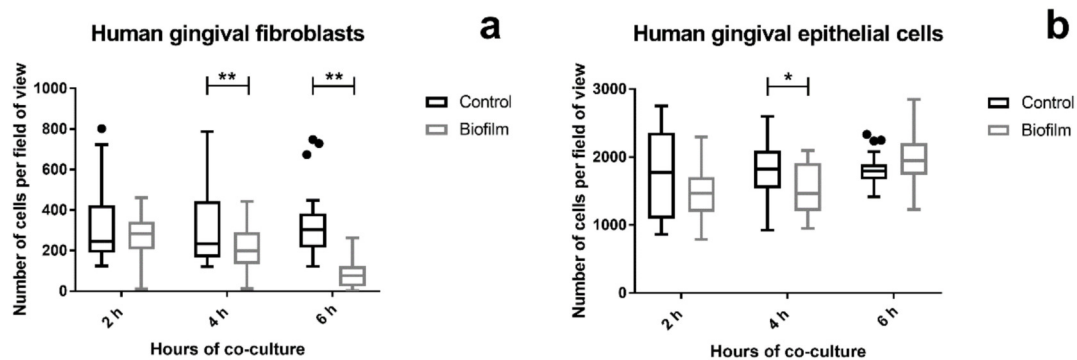 Human gingival fibroblasts
a
Number of cells per field of view
1000
800
600
400
200
0
**
**
2 h
4 h
6 h
Hours of co-culture
Control
Biofilm
Human gingival epithelial cells
b
Number of cells per field of view
3000
2000
1000
0
*
2 h
4 h
6 h
Hours of co-culture
Control
Biofilm